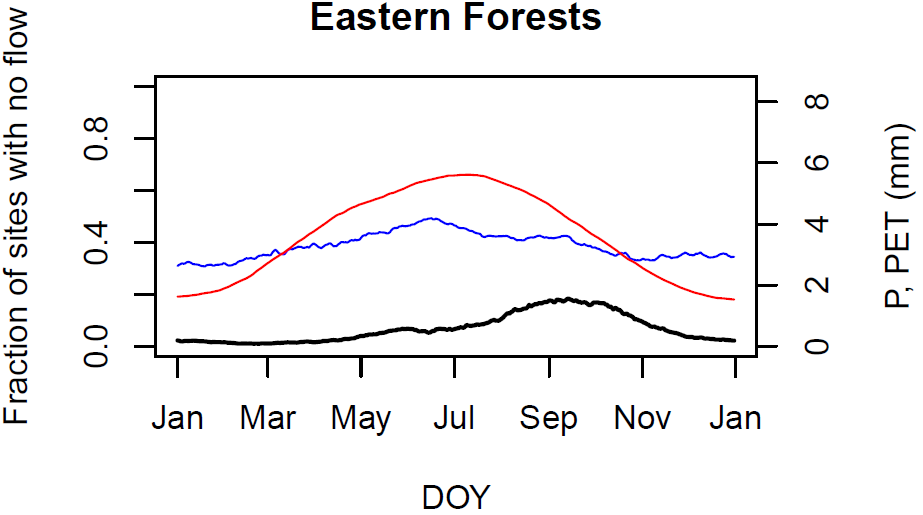 Eastern Forests
Fraction of sites with no flow
0.8
0.4
0.0
8
6
4
2
0
P, PET (mm)
Jan Mar May Jul Sep Nov Jan
DOY